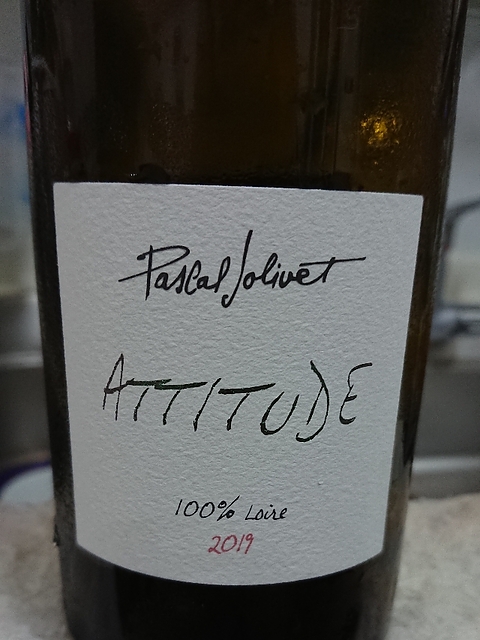 Pascal Jolivet
ATTITUDE
100% Loire
2019